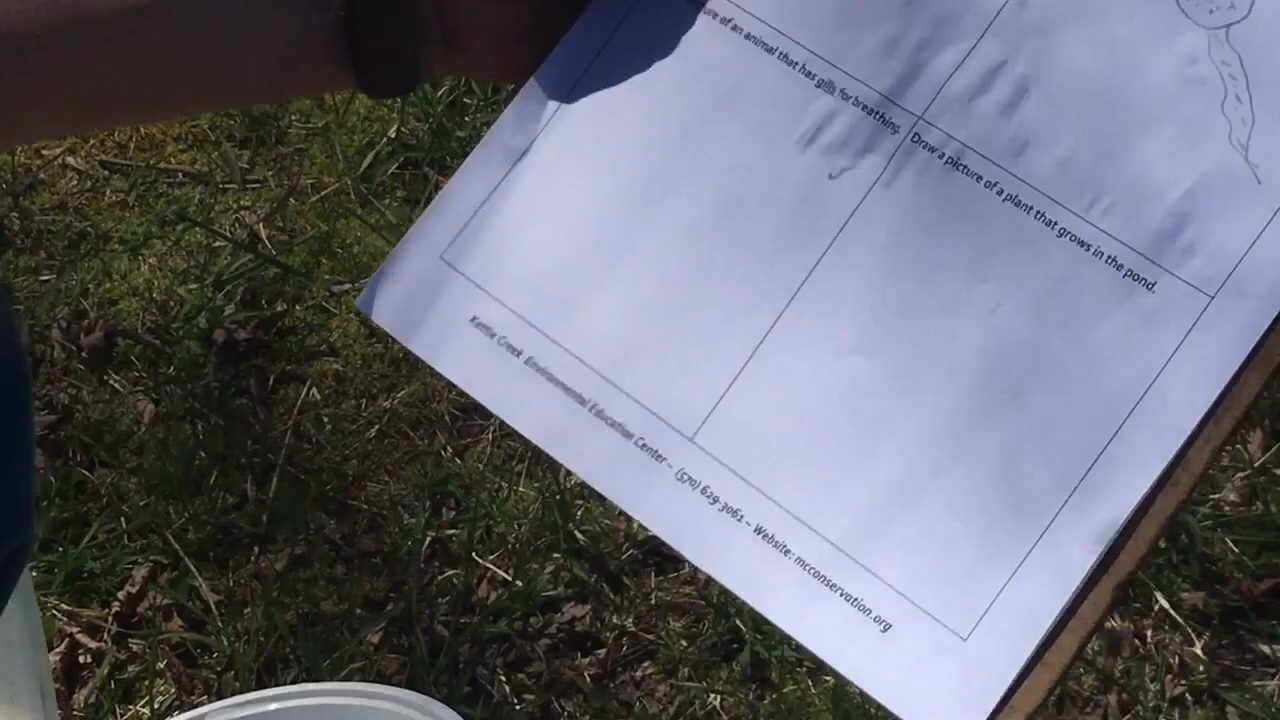 of an animal that has gills for breathing.
Draw a picture of a plant that grows in the pond.
Kettle Creek Environmental Education Center – (570) 629-3061 – Website: mcconservation.org